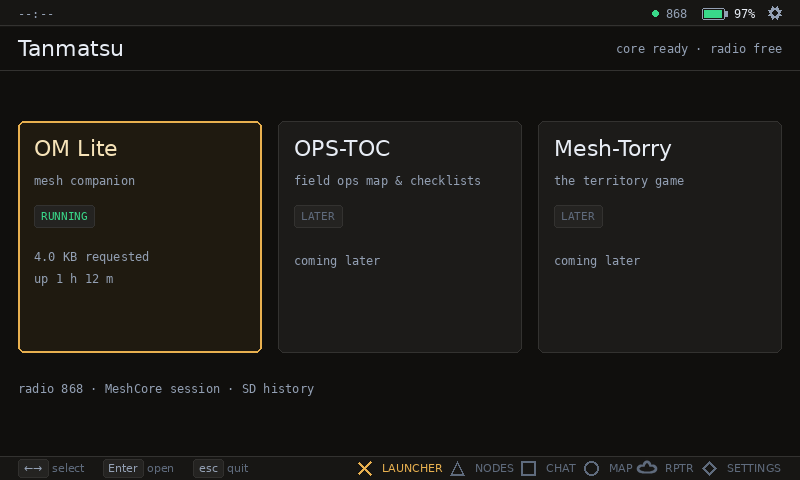 --:-- 868 97%
Tanmatsu core ready · radio free
OM Lite
mesh companion
RUNNING
4.0 KB requested
up 1 h 12 m
OPS-TOC
field ops map & checklists
LATER
coming later
Mesh-Torry
the territory game
LATER
coming later
radio 868 · MeshCore session · SD history
←→ select Enter open esc quit LAUNCHER NODES CHAT MAP RPTR SETTINGS